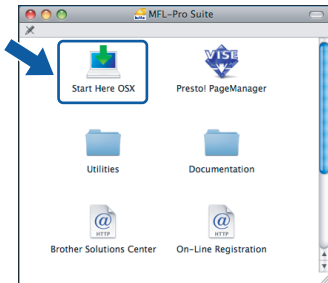 MFL-Pro Suite
VISE
Start Here OSX
Presto! PageManager
Utilities
Documentation
@
HTTP
@
HTTP
Brother Solutions Center
On-Line Registration